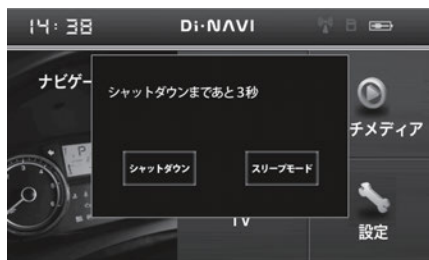 14:38 Di-NAVI
ナビゲー
シャットダウンまであと3秒
チメディア
シャットダウン スリープモード
TV
設定